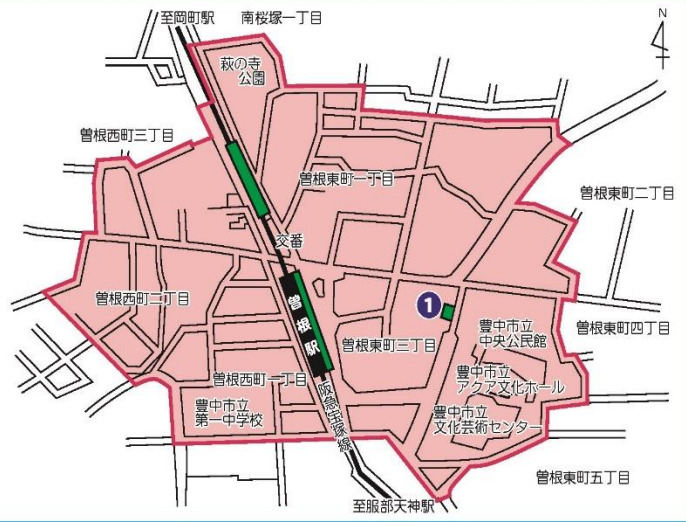 至岡町駅
南桜塚一丁目
N
萩の寺
公園
曽根西町三丁目
曽根東町一丁目
曽根東町二丁目
交番
曽根西町二丁目
曽根駅
1
豊中市立
中央公民館
曽根東町四丁目
曽根東町三丁目
豊中市立
アクア文化ホール
曽根西町一丁目
豊中市立
第一中学校
阪急宝塚線
豊中市立
文化芸術センター
曽根東町五丁目
至服部天神駅